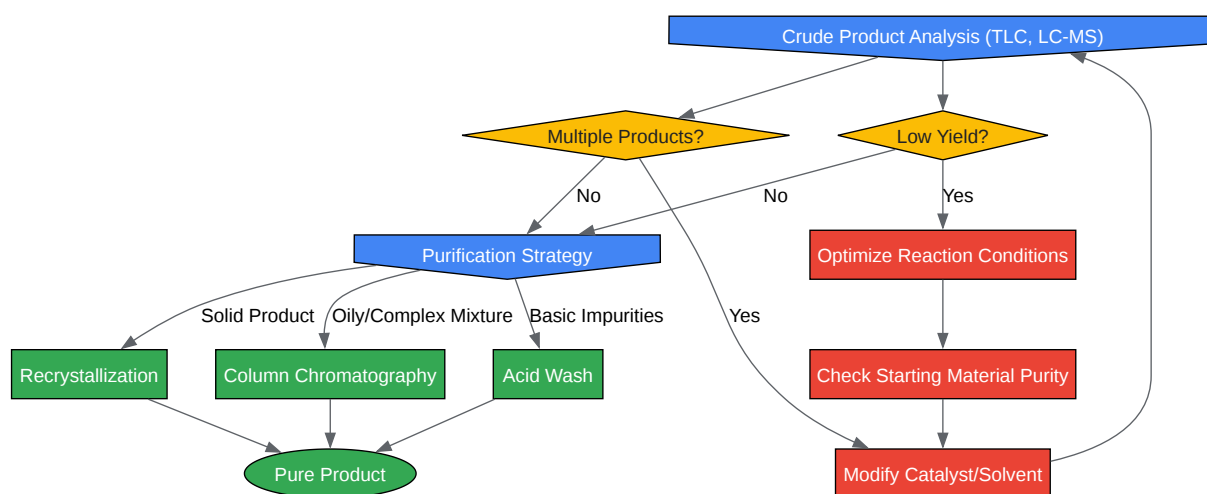 Crude Product Analysis (TLC, LC-MS)
Multiple Products?
Low Yield?
No
No
Yes
Purification Strategy
Optimize Reaction Conditions
Solid Product
Oily/Complex Mixture
Basic Impurities
Yes
Recrystallization
Column Chromatography
Acid Wash
Check Starting Material Purity
Pure Product
Modify Catalyst/Solvent